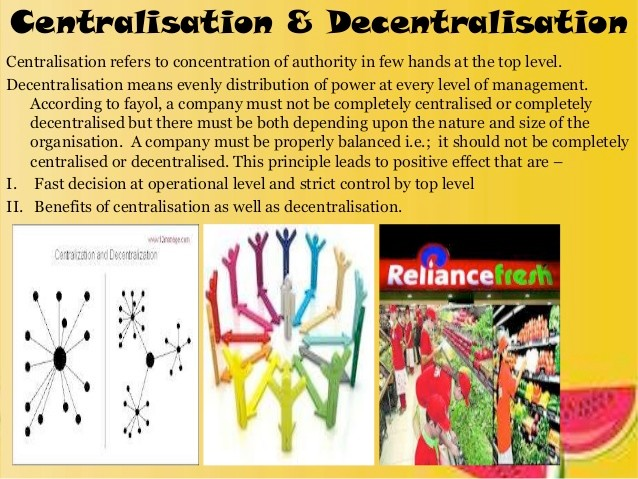 Centralisation & Decentralisation
Centralisation refers to concentration of authority in few hands at the top level.
Decentralisation means evenly distribution of power at every level of management.
According to fayol, a company must not be completely centralised or completely
decentralised but there must be both depending upon the nature and size of the
organisation. A company must be properly balanced i.e.; it should not be completely
centralised or decentralised. This principle leads to positive effect that are –
I. Fast decision at operational level and strict control by top level
II. Benefits of centralisation as well as decentralisation.
Centralization and Decentralization
Reliance fresh